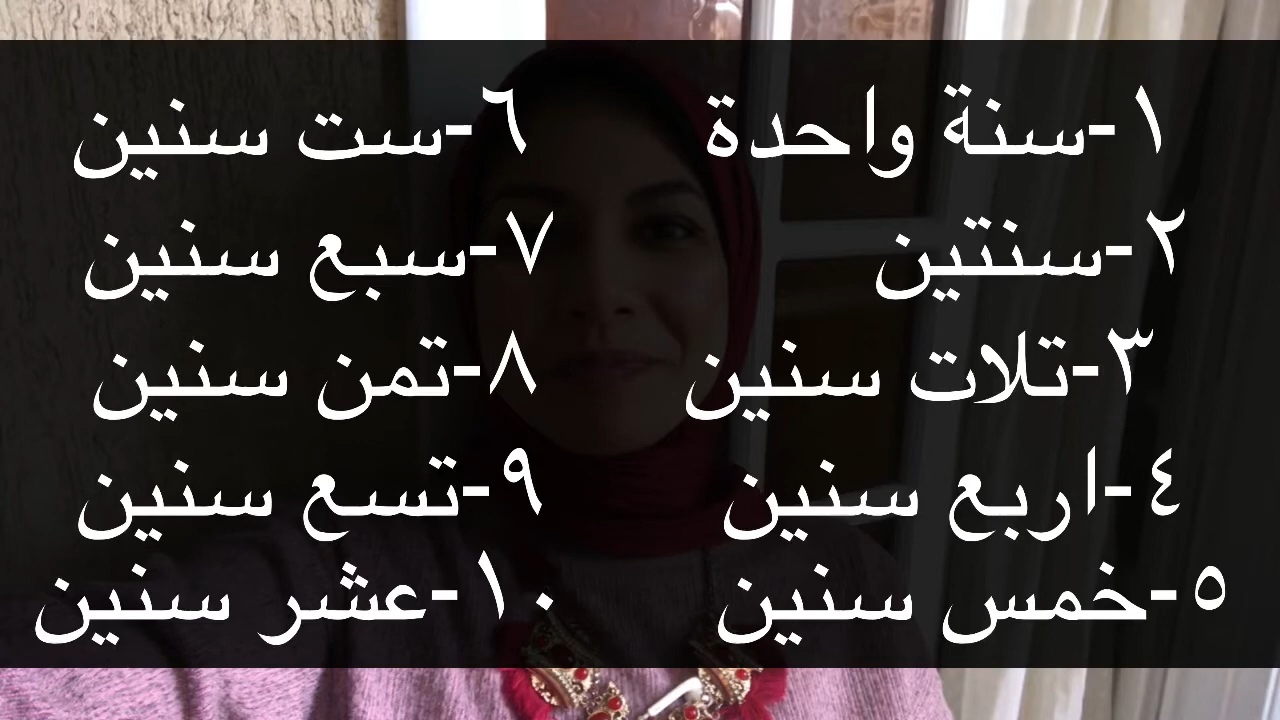 ١-سنة واحدة
٢-سنتين
٣-تلات سنين
٤-اربع سنين
٥-خمس سنين
٦-ست سنين
٧-سبع سنين
٨-تمن سنين
٩-تسع سنين
١٠-عشر سنين